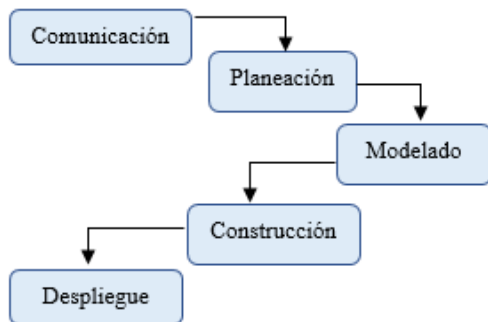 Comunicación
Planeación
Modelado
Construcción
Despliegue